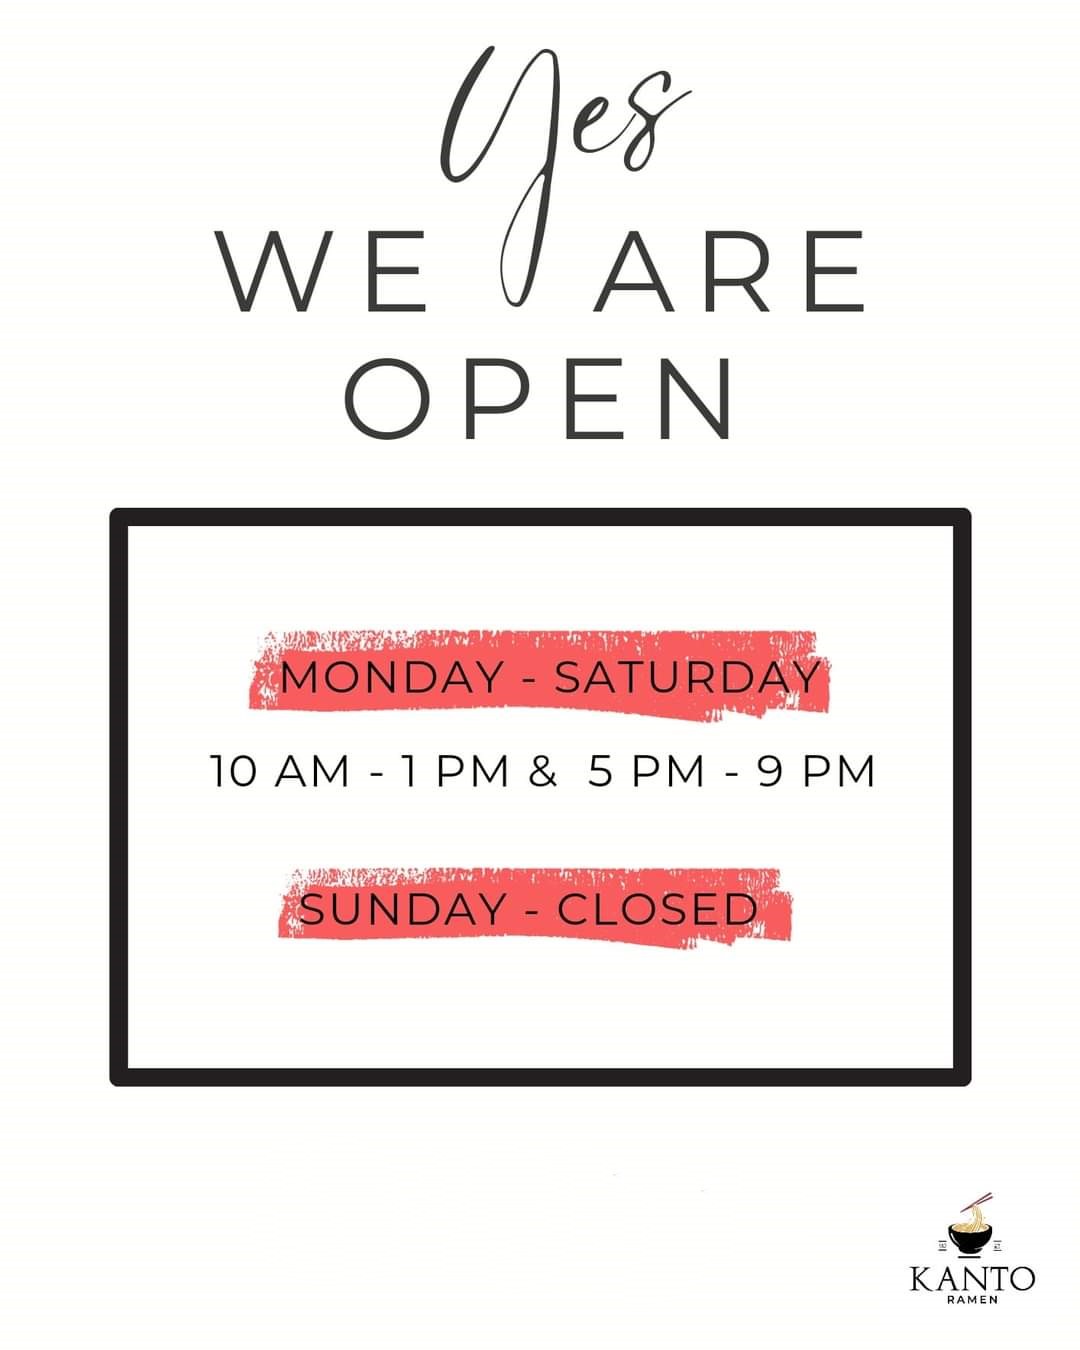 Yes
WE ARE
OPEN
MONDAY - SATURDAY
10 AM - 1 PM & 5 PM - 9 PM
SUNDAY - CLOSED
KANTO
RAMEN